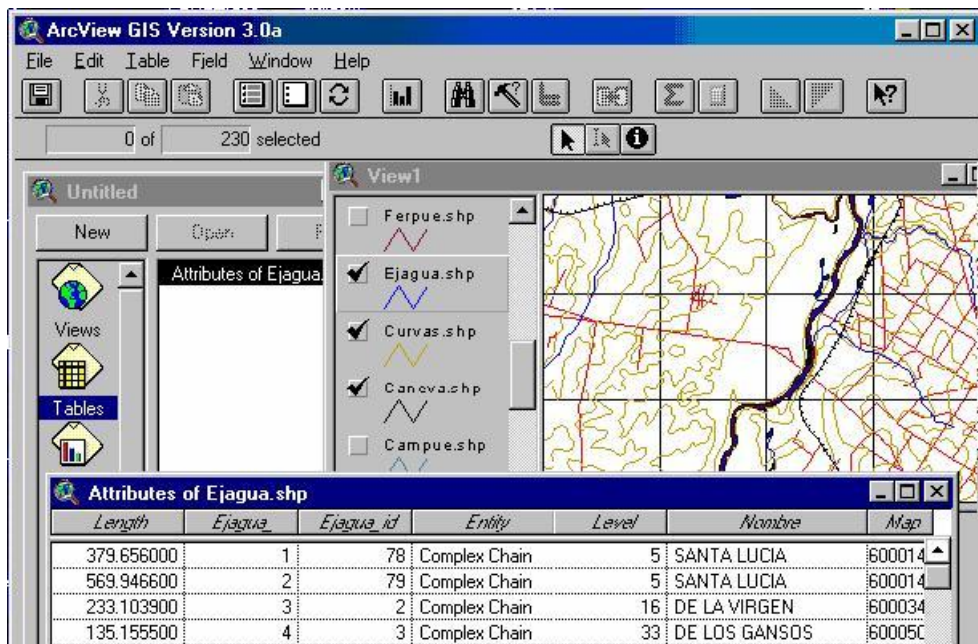 ArcView GIS Version 3.0a
File Edit Table Field Window Help
0 of 230 selected
Untitled
New Open
Attributes of Ejagua.
Views
Tables
View1
Ferpue.shp
Ejagua.shp
Curvas.shp
Caneva.shp
Campue.shp
Attributes of Ejagua.shp
Length Ejagua_ Ejagua_id Entity Level Nombre Map
379.656000 1 78 Complex Chain 5 SANTA LUCIA 600014
569.946600 2 79 Complex Chain 5 SANTA LUCIA 600014
233.103900 3 2 Complex Chain 16 DE LA VIRGEN 600034
135.155500 4 3 Complex Chain 33 DE LOS GANSOS